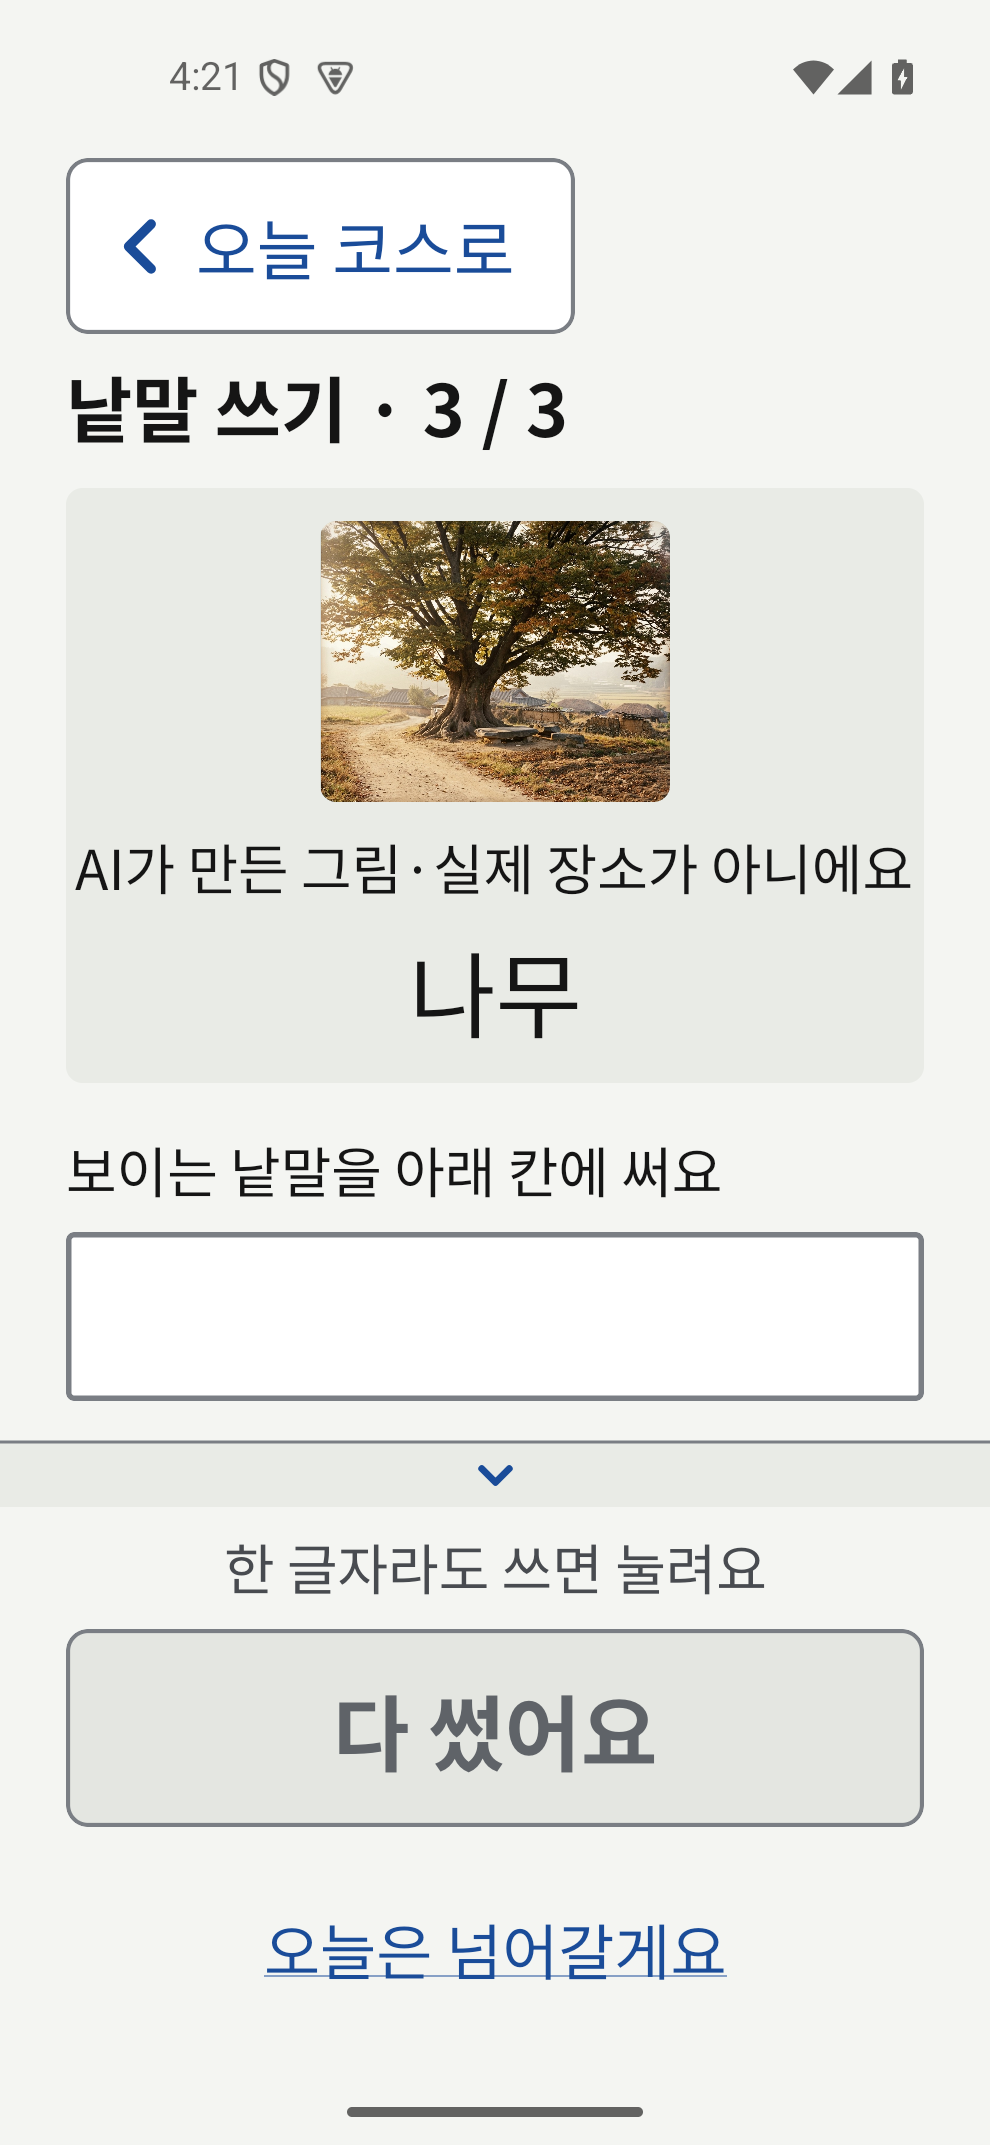 4:21
오늘 코스로
낱말 쓰기 · 3 / 3
AI가 만든 그림·실제 장소가 아니에요
나무
보이는 낱말을 아래 칸에 써요
한 글자라도 쓰면 눌려요
다 썼어요
오늘은 넘어갈게요